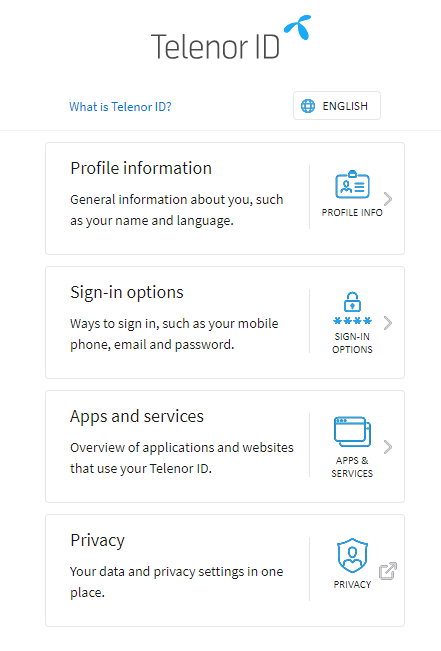 Telenor ID
What is Telenor ID?
ENGLISH
Profile information
General information about you, such
as your name and language.
PROFILE INFO
Sign-in options
Ways to sign in, such as your mobile
phone, email and password.
SIGN-IN
OPTIONS
Apps and services
Overview of applications and websites
that use your Telenor ID.
APPS &
SERVICES
Privacy
Your data and privacy settings in one
place.
PRIVACY